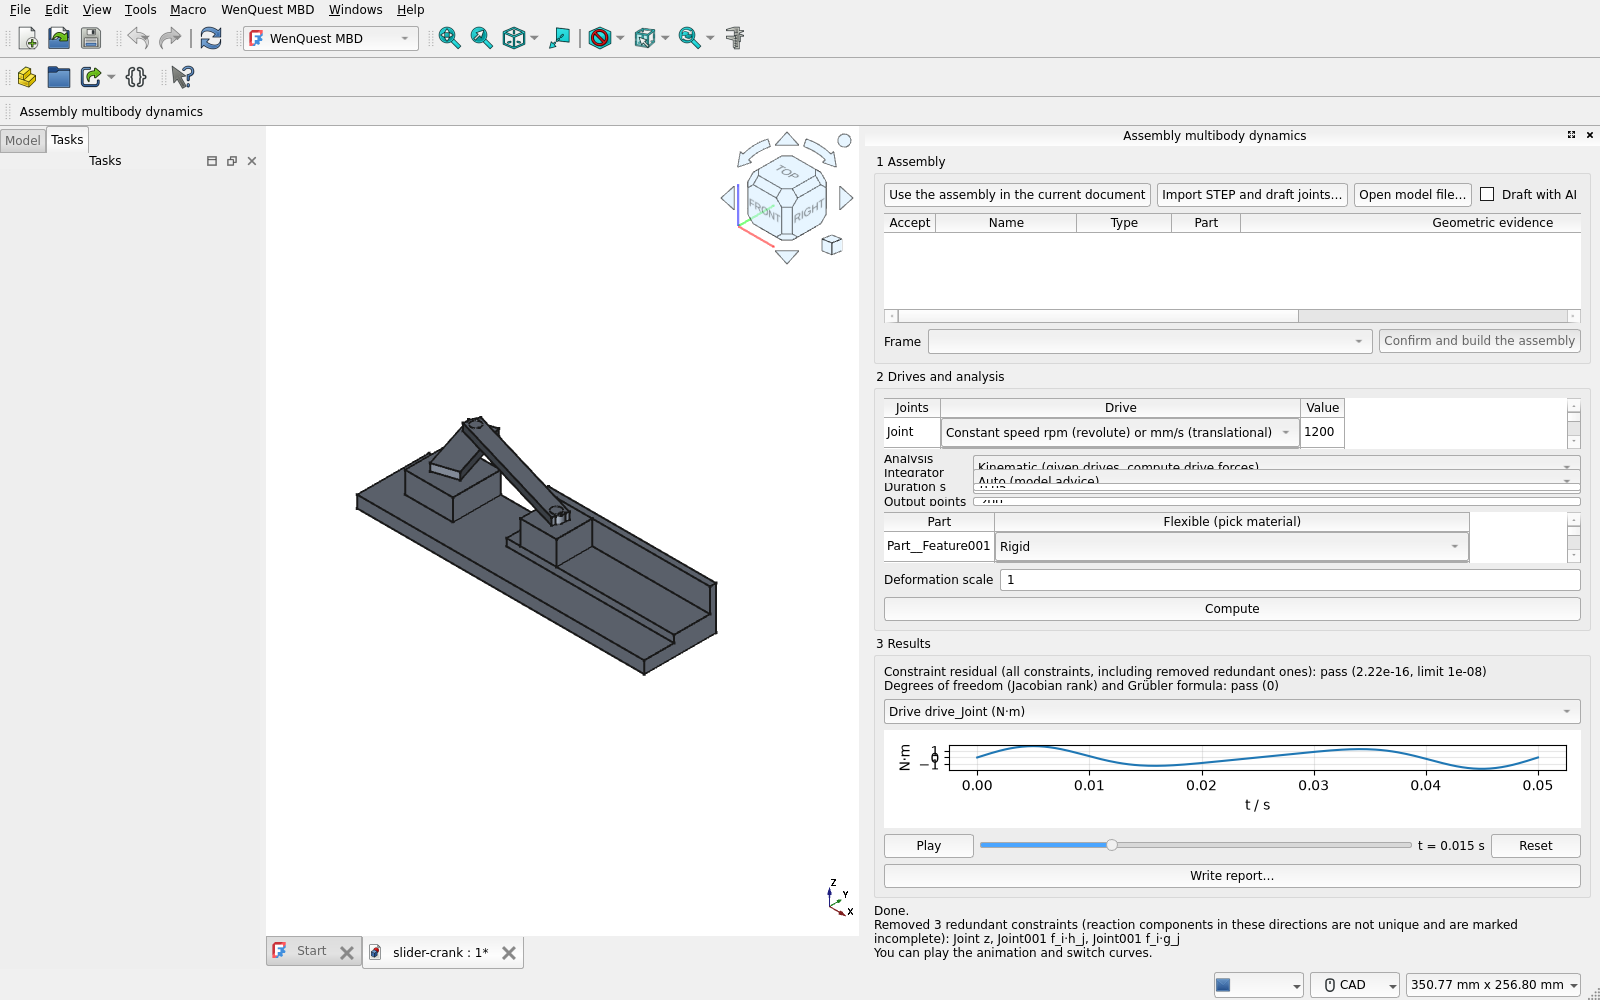 File Edit View Tools Macro WenQuest MBD Windows Help
WenQuest MBD
Assembly multibody dynamics
Model Tasks
Tasks
TOP
FRONT RIGHT
Z
Y
X
Start
slider-crank : 1*
Assembly multibody dynamics
1 Assembly
Use the assembly in the current document Import STEP and draft joints... Open model file... Draft with AI
Accept Name Type Part Geometric evidence
Frame Confirm and build the assembly
2 Drives and analysis
Joints Drive Value
Joint Constant speed rpm (revolute) or mm/s (translational) 1200
Analysis Kinematic (given drives, compute drive forces)
Integrator Auto (model advice)
Duration s
Output points
Part Flexible (pick material)
Part__Feature001 Rigid
Deformation scale 1
Compute
3 Results
Constraint residual (all constraints, including removed redundant ones): pass (2.22e-16, limit 1e-08)
Degrees of freedom (Jacobian rank) and Grübler formula: pass (0)
Drive drive_Joint (N·m)
N·m
1
0
−1
0.00 0.01 0.02 0.03 0.04 0.05
t / s
Play t = 0.015 s Reset
Write report...
Done.
Removed 3 redundant constraints (reaction components in these directions are not unique and are marked
incomplete): Joint z, Joint001 f_i·h_j, Joint001 f_i·g_j
You can play the animation and switch curves.
CAD 350.77 mm x 256.80 mm